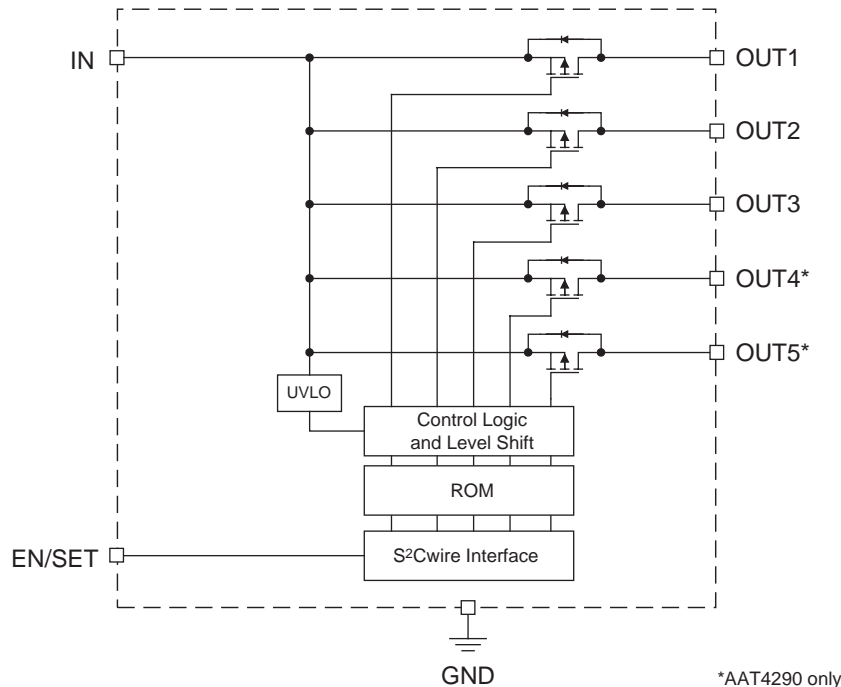 IN
OUT1
OUT2
OUT3
OUT4*
OUT5*
UVLO
Control Logic
and Level Shift
ROM
EN/SET
S²Cwire Interface
GND
*AAT4290 only